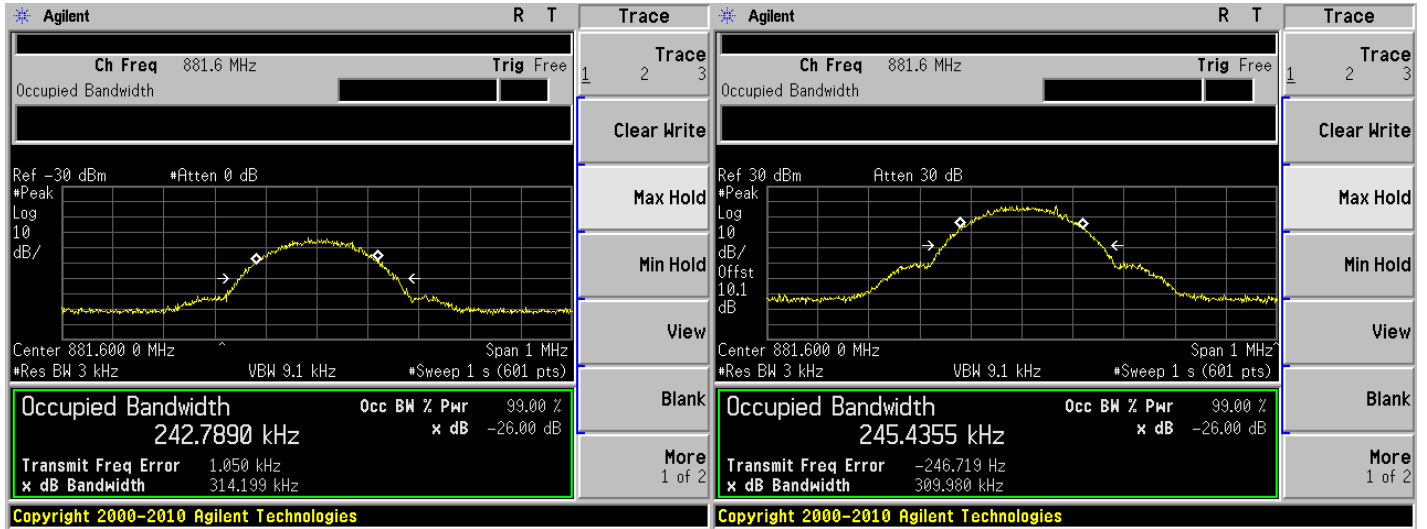 Agilent R T Trace
Ch Freq 881.6 MHz Trig Free
Occupied Bandwidth
Trace
1 2 3
Clear Write
Ref -30 dBm #Atten 0 dB
#Peak
Log
10
dB/
Max Hold
Min Hold
View
Center 881.600 0 MHz ^ Span 1 MHz
#Res BW 3 kHz VBW 9.1 kHz #Sweep 1 s (601 pts)
Occupied Bandwidth Occ BW % Pwr 99.00 %
242.7890 kHz x dB -26.00 dB
Blank
Transmit Freq Error 1.050 kHz
x dB Bandwidth 314.199 kHz
More
1 of 2
Copyright 2000-2010 Agilent Technologies
Agilent R T Trace
Ch Freq 881.6 MHz Trig Free
Occupied Bandwidth
Trace
1 2 3
Clear Write
Ref 30 dBm Atten 30 dB
#Peak
Log
10
dB/
Offst
10.1
dB
Max Hold
Min Hold
View
Center 881.600 0 MHz Span 1 MHz^
#Res BW 3 kHz VBW 9.1 kHz #Sweep 1 s (601 pts)
Occupied Bandwidth Occ BW % Pwr 99.00 %
245.4355 kHz x dB -26.00 dB
Blank
Transmit Freq Error -246.719 Hz
x dB Bandwidth 309.980 kHz
More
1 of 2
Copyright 2000-2010 Agilent Technologies